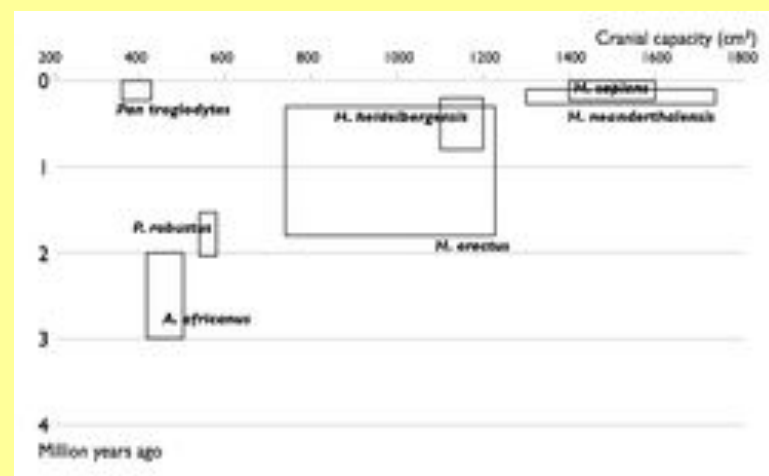 Cranial capacity (cm³)
200 400 600 800 1000 1200 1400 1600 1800
0
H. sapiens
Pan troglodytes
H. heidelbergensis
H. neanderthalensis
1
P. robustus
H. erectus
2
A. africanus
3
4
Million years ago